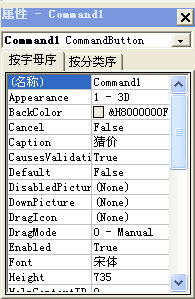 属性 - Command1
Command1 CommandButton
按字母序 按分类序
(名称) Command1
Appearance 1 - 3D
BackColor &H8000000F
Cancel False
Caption 猜价
CausesValidati True
Default False
DisabledPictur (None)
DownPicture (None)
DragIcon (None)
DragMode 0 - Manual
Enabled True
Font 宋体
Height 735
HelpContextID 0